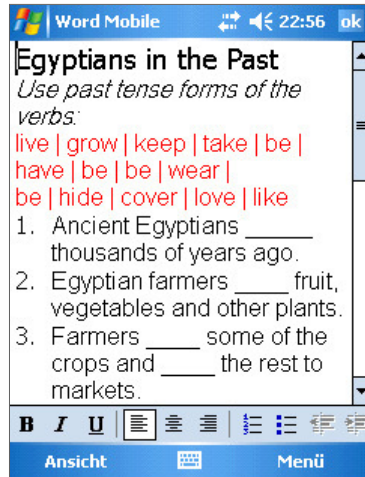 Word Mobile 22:56 ok
Egyptians in the Past
Use past tense forms of the
verbs:
live | grow | keep | take | be |
have | be | be | wear |
be | hide | cover | love | like
1. Ancient Egyptians _____
thousands of years ago.
2. Egyptian farmers ____ fruit,
vegetables and other plants.
3. Farmers ____ some of the
crops and ____ the rest to
markets.
B I U
Ansicht Menü